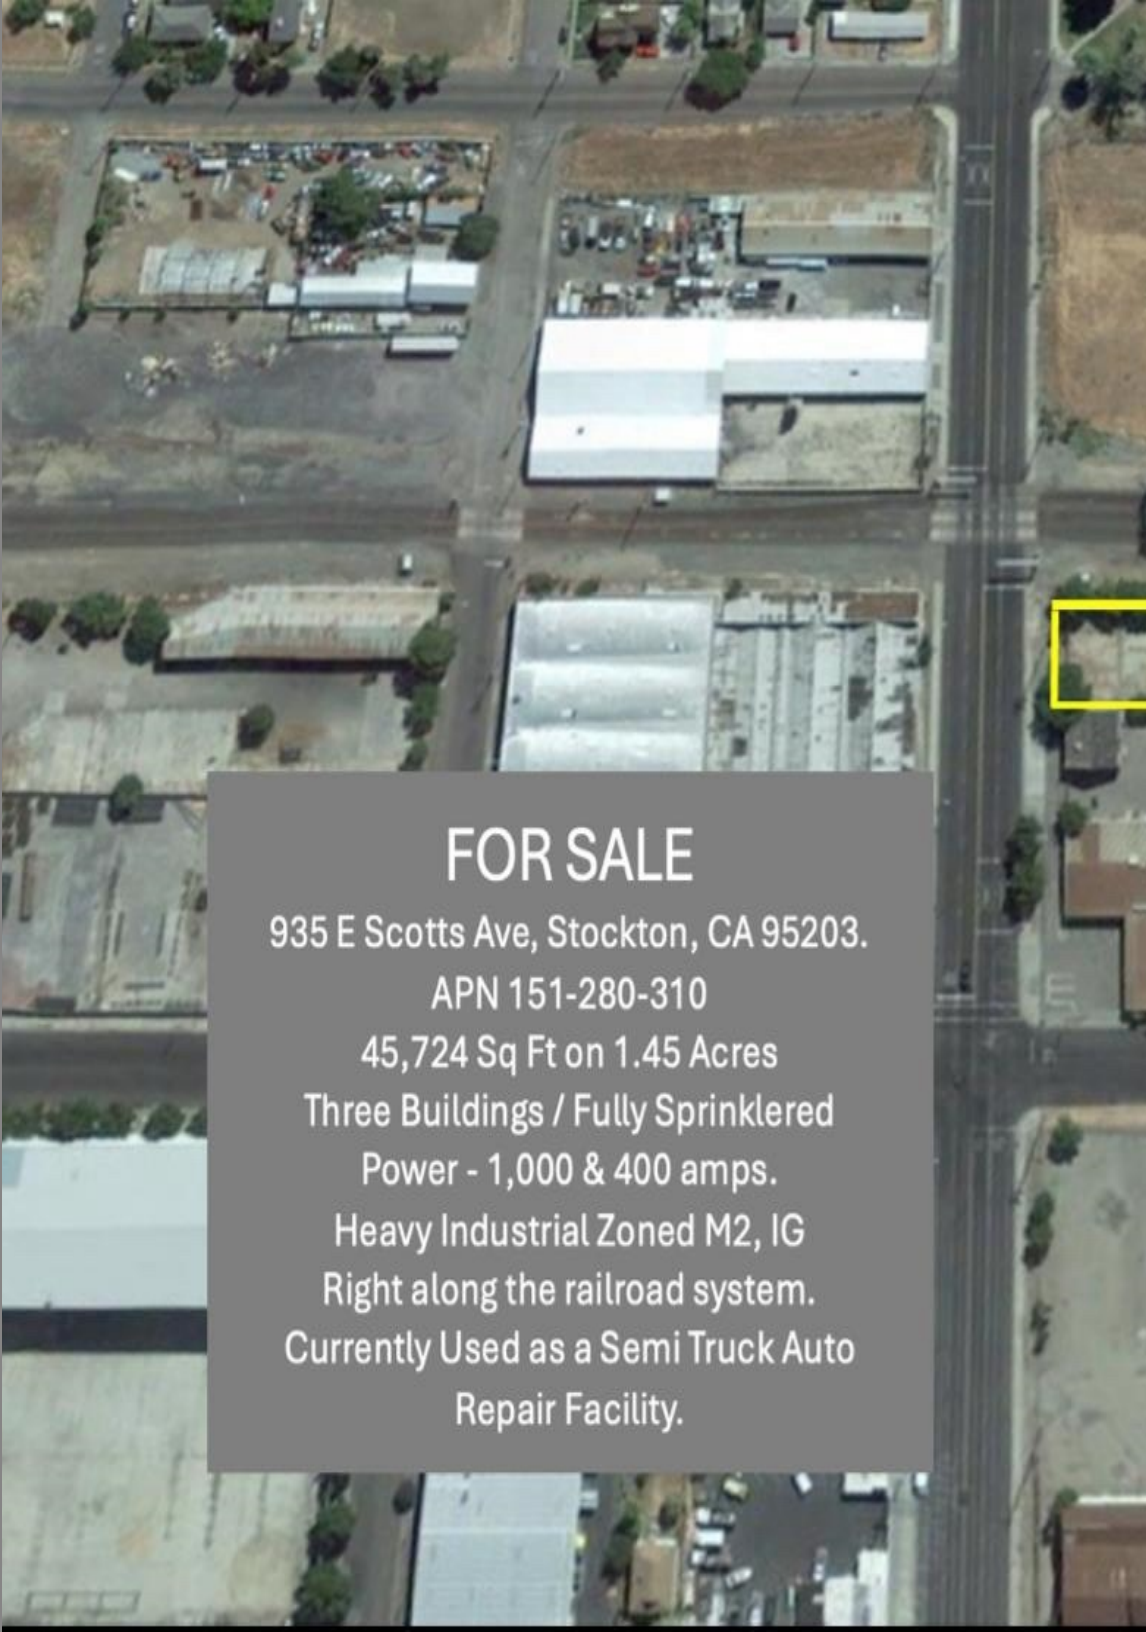 FOR SALE
935 E Scotts Ave, Stockton, CA 95203.
APN 151-280-310
45,724 Sq Ft on 1.45 Acres
Three Buildings / Fully Sprinklered
Power - 1,000 & 400 amps.
Heavy Industrial Zoned M2, IG
Right along the railroad system.
Currently Used as a Semi Truck Auto
Repair Facility.